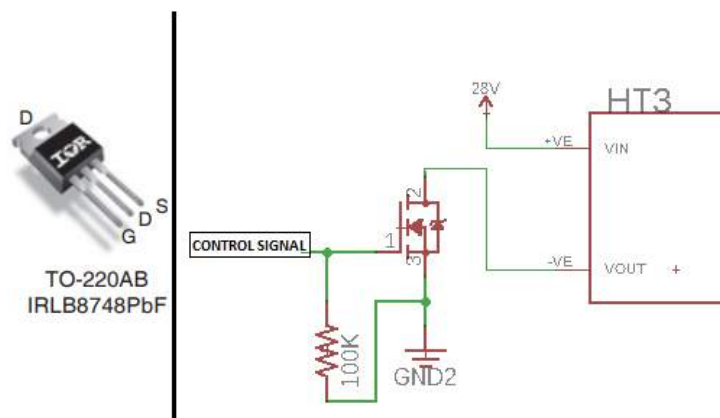 D
IOR
S
D
G
TO-220AB
IRLB8748PbF
28V
HT3
+VE
VIN
2
CONTROL SIGNAL
1
3
-VE
VOUT
+
100K
GND2